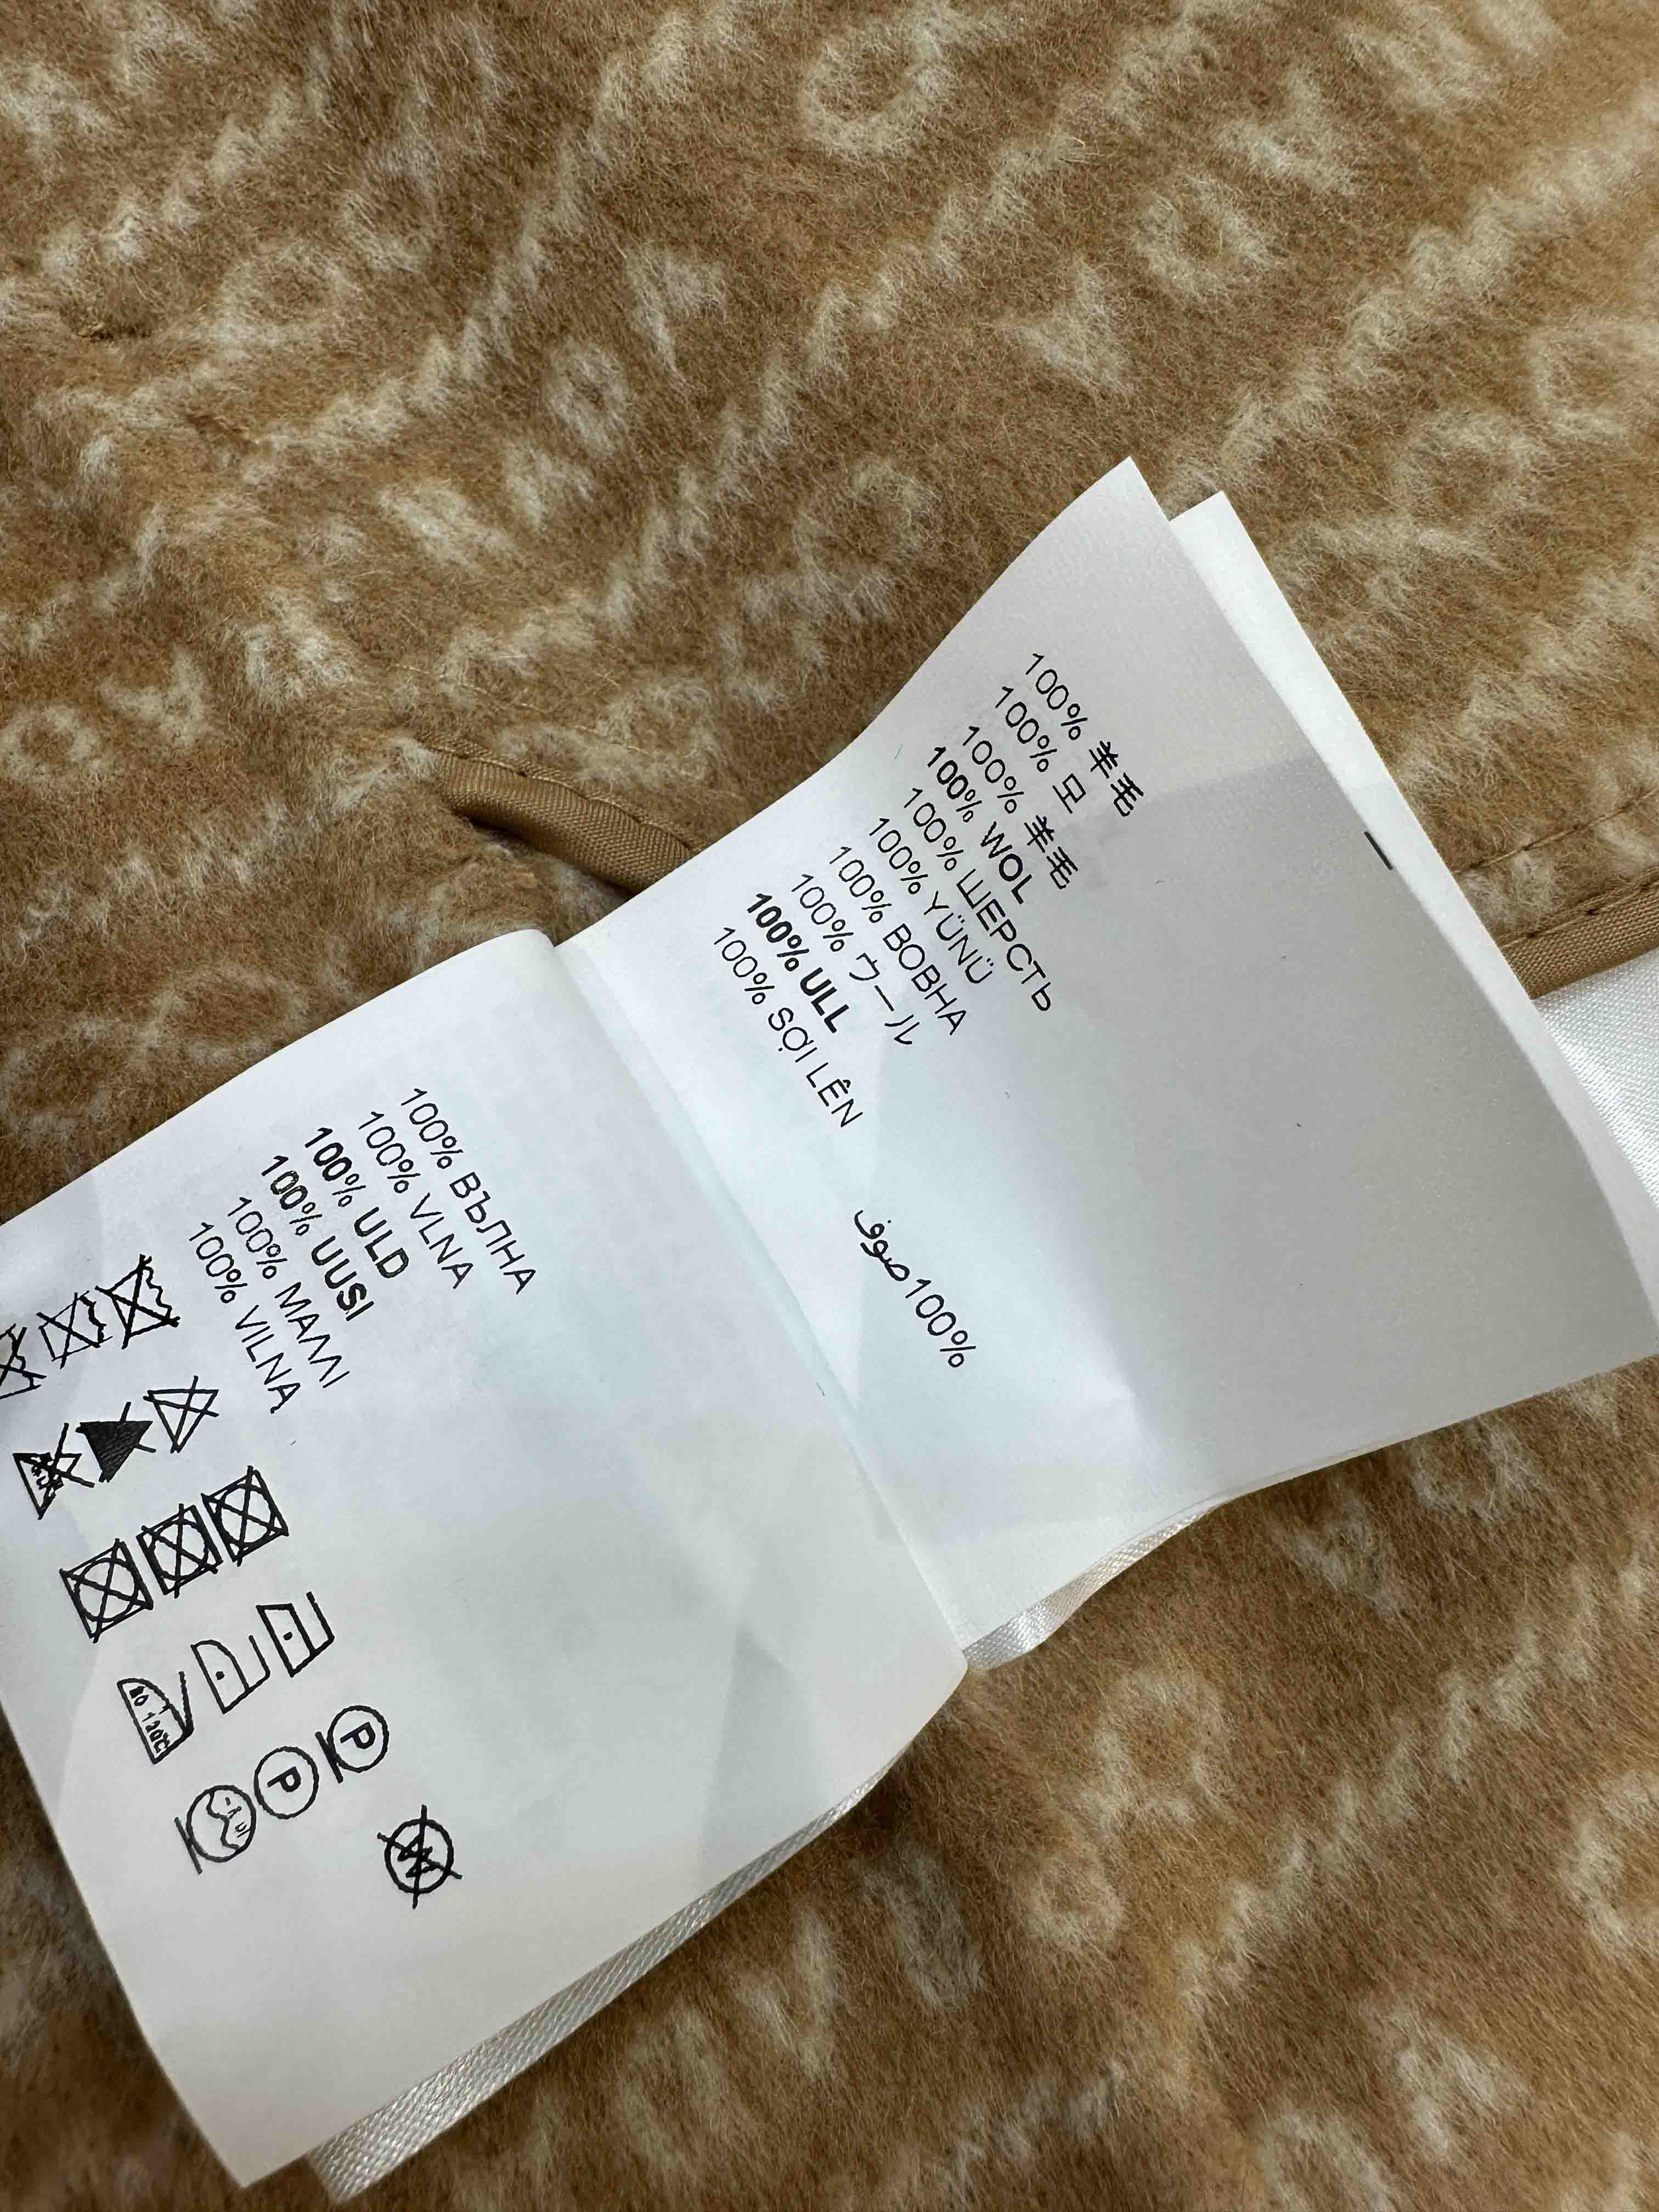 100% ВЪЛНА
100% VLNA
100% ULD
100% UUSI
100% ΜΑΛΛΙ
100% VILNA
P
P
W
100% 羊毛
100% 모
100% 羊毛
100% WOL
100% ШЕРСТЬ
100% YÜNÜ
100% ВОВНА
100% ウール
100% ULL
100% SỢI LÊN
100% صوف